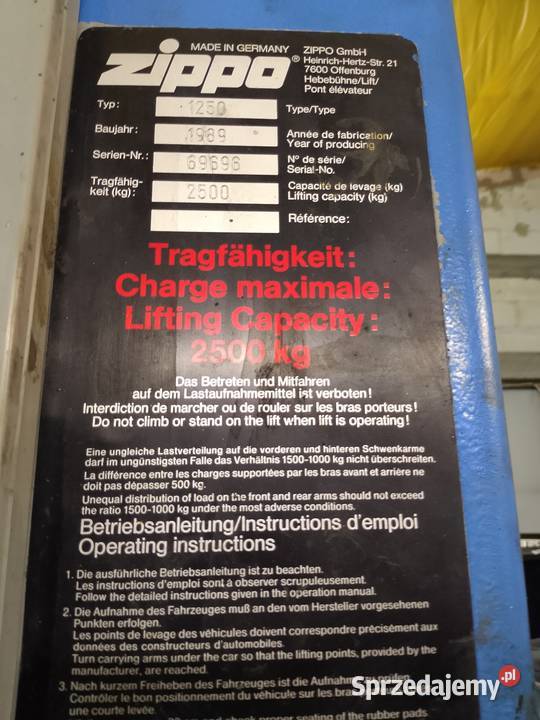 MADE IN GERMANY
zippo®
ZIPPO GmbH
Heinrich-Hertz-Str. 21
7600 Offenburg
Hebebühne/Lift/
Pont élévateur
Typ: 1250 Type/Type
Baujahr: 1989 Année de fabrication/
Year of producing
Serien-Nr.: 69696 N° de série/
Serial-No.
Tragfähig-
keit (kg): 2500 Capacité de levage (kg)
Lifting capacity (kg)
Référence:
Tragfähigkeit:
Charge maximale:
Lifting Capacity:
2500 kg
Das Betreten und Mitfahren
auf dem Lastaufnahmemittel ist verboten!
Interdiction de marcher ou de rouler sur les bras porteurs!
Do not climb or stand on the lift when lift is operating!
Eine ungleiche Lastverteilung auf die vorderen und hinteren Schwenkarme
darf im ungünstigsten Falle das Verhältnis 1500-1000 kg nicht überschreiten.
La différence entre les charges supportées par les bras avant et arrière ne
doit pas dépasser 500 kg.
Unequal distribution of load on the front and rear arms should not exceed
the ratio 1500-1000 kg under the most adverse conditions.
Betriebsanleitung/Instructions d'emploi
Operating instructions
1. Die ausführliche Betriebsanleitung ist zu beachten.
Les instructions d'emploi sont à observer scrupuleusement.
Follow the detailed instructions given in the operation manual.
2. Die Aufnahme des Fahrzeuges muß an den vom Hersteller vorgesehenen
Punkten erfolgen.
Les points de levage des véhicules doivent correspondre précisément aux
données des constructeurs d'automobiles.
Turn carrying arms under the car so that the lifting points, provided by the
manufacturer, are reached.
3. Nach kurzem Freiheben des Fahrzeuges ist die Aufnahme zu prüfen
Contrôler le bon positionnement du véhicule sur les bras
une courte levée.
and check proper seating of the rubber pads
Sprzedajemy.pl